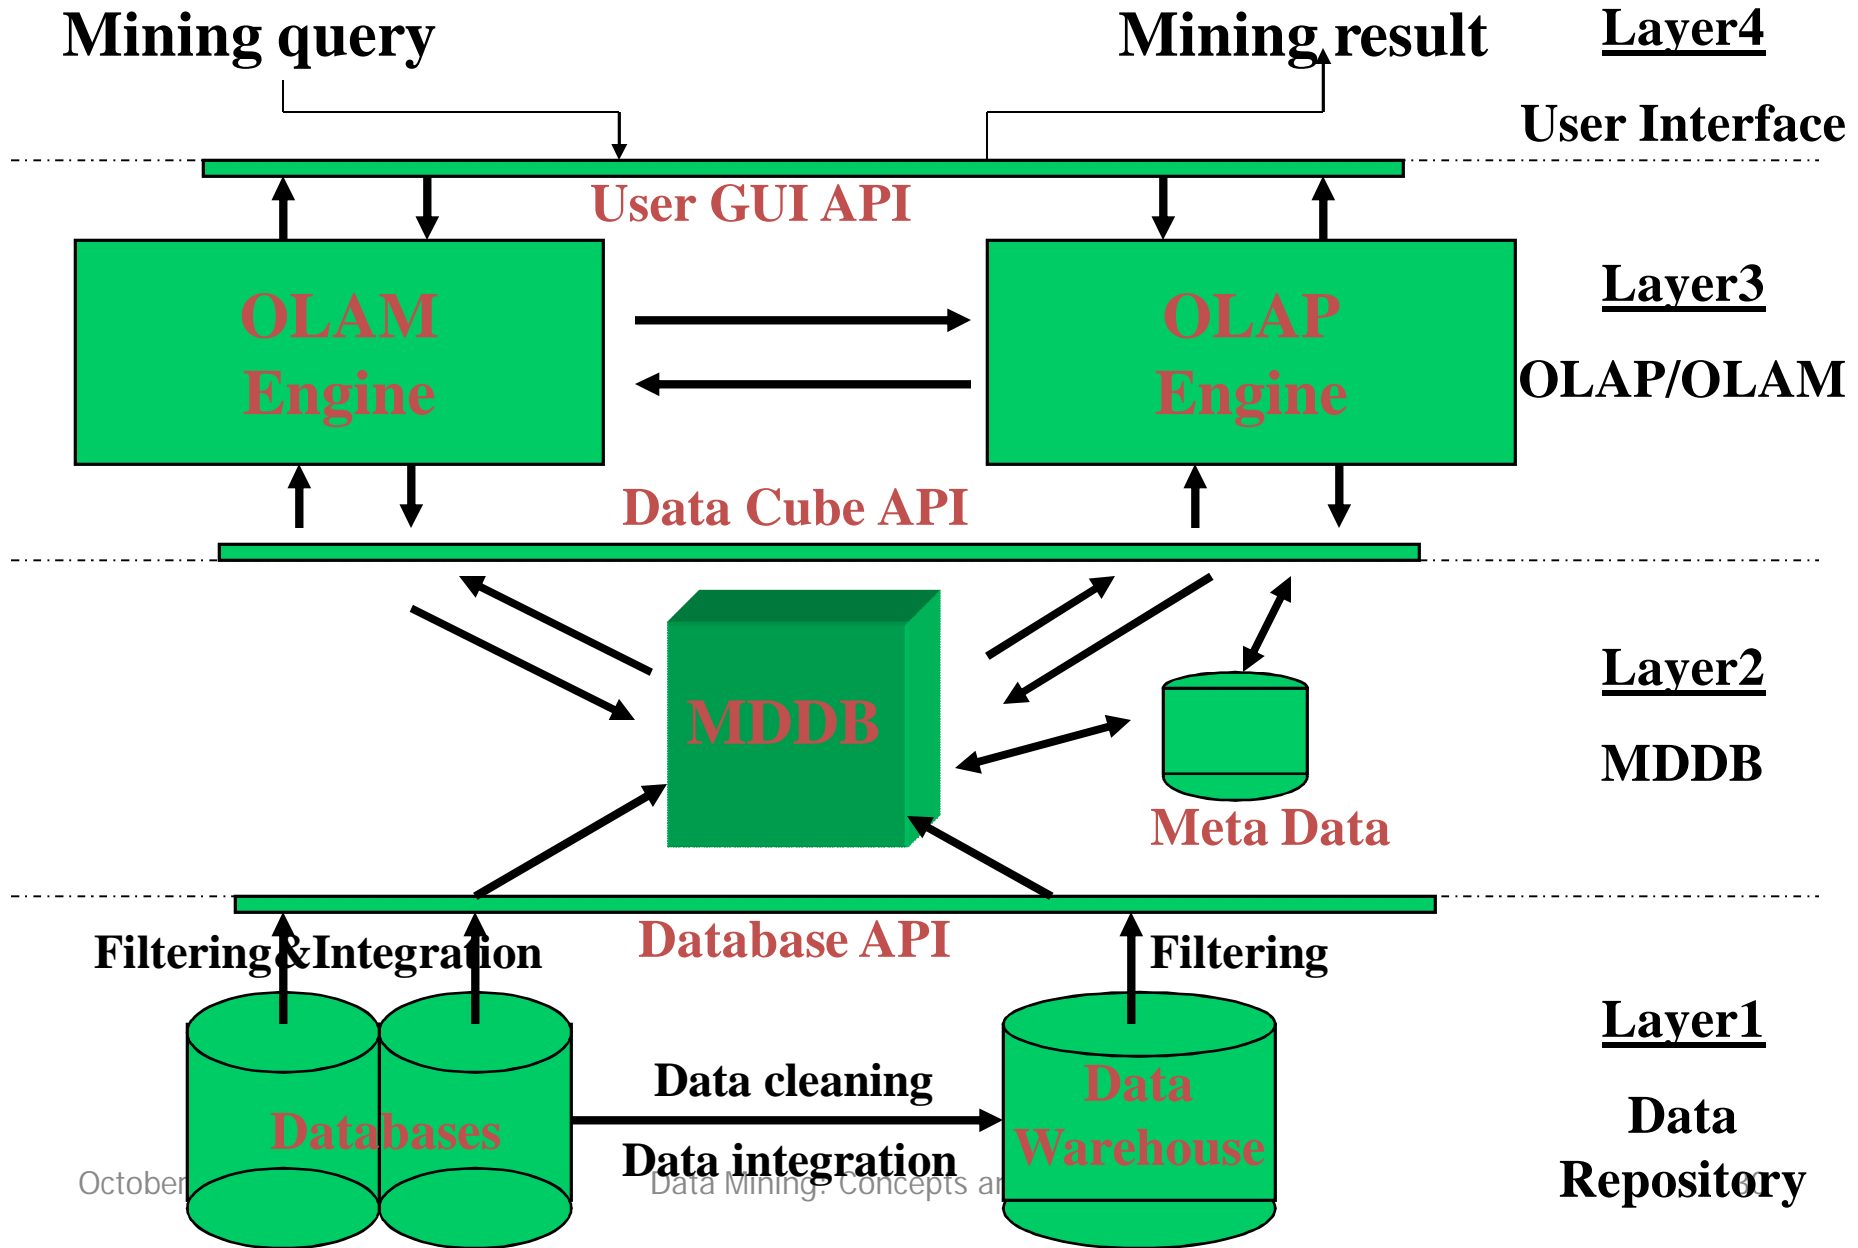 Mining query
Mining result
Layer4
User Interface
User GUI API
OLAM
Engine
OLAP
Engine
Layer3
OLAP/OLAM
Data Cube API
MDDB
Meta Data
Layer2
MDDB
Filtering&Integration
Database API
Filtering
Databases
Data cleaning
Data integration
Data
Warehouse
Layer1
Data
Repository
October
Data Mining: Concepts